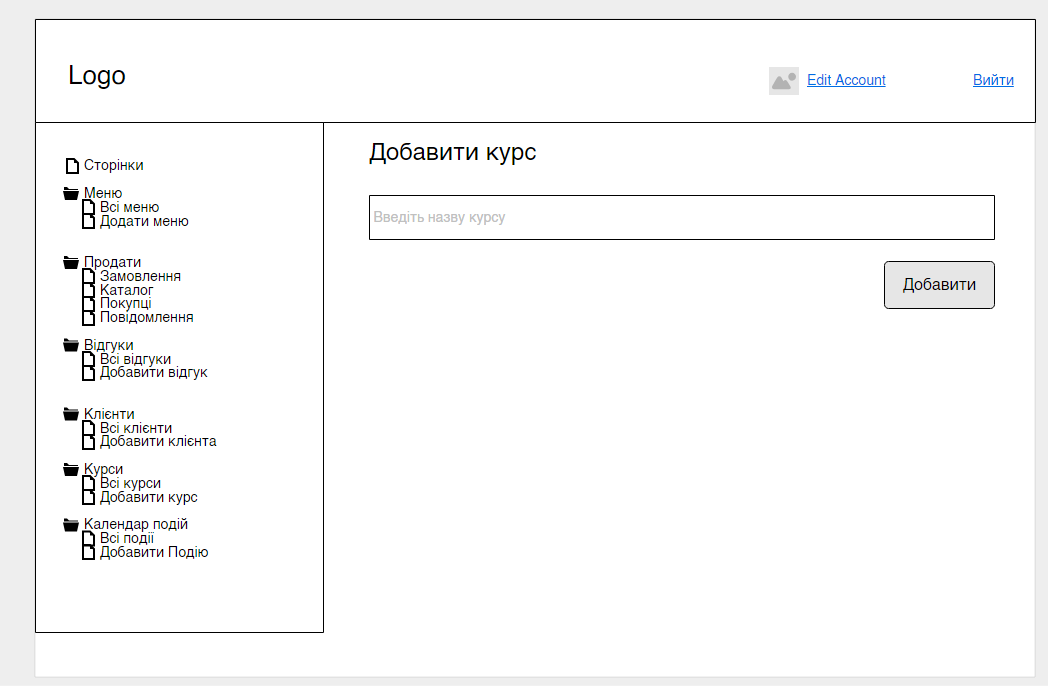 Logo
Edit Account
Вийти
Сторінки
Меню
Всі меню
Додати меню
Продати
Замовлення
Каталог
Покупці
Повідомлення
Відгуки
Всі відгуки
Добавити відгук
Клієнти
Всі клієнти
Добавити клієнта
Курси
Всі курси
Добавити курс
Календар подій
Всі події
Добавити Подію
Добавити курс
Введіть назву курсу
Добавити